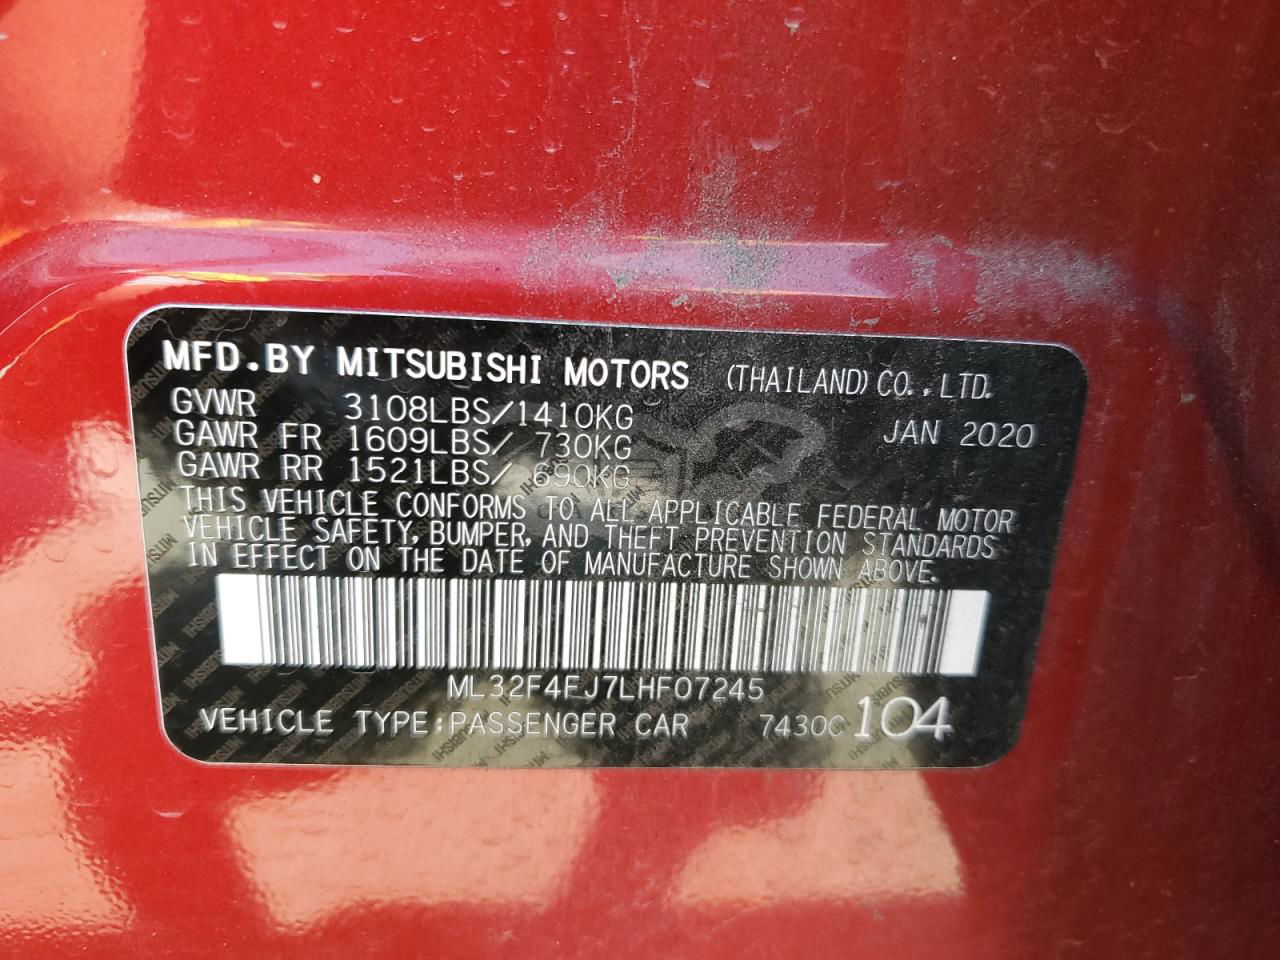 MFD.BY MITSUBISHI MOTORS (THAILAND) CO.,LTD.
GVWR 3108LBS/1410KG JAN 2020
GAWR FR 1609LBS/ 730KG
GAWR RR 1521LBS/ 690KG
THIS VEHICLE CONFORMS TO ALL APPLICABLE FEDERAL MOTOR
VEHICLE SAFETY, BUMPER, AND THEFT PREVENTION STANDARDS
IN EFFECT ON THE DATE OF MANUFACTURE SHOWN ABOVE.
ML32F4FJ7LHF07245
VEHICLE TYPE:PASSENGER CAR 7430C 104